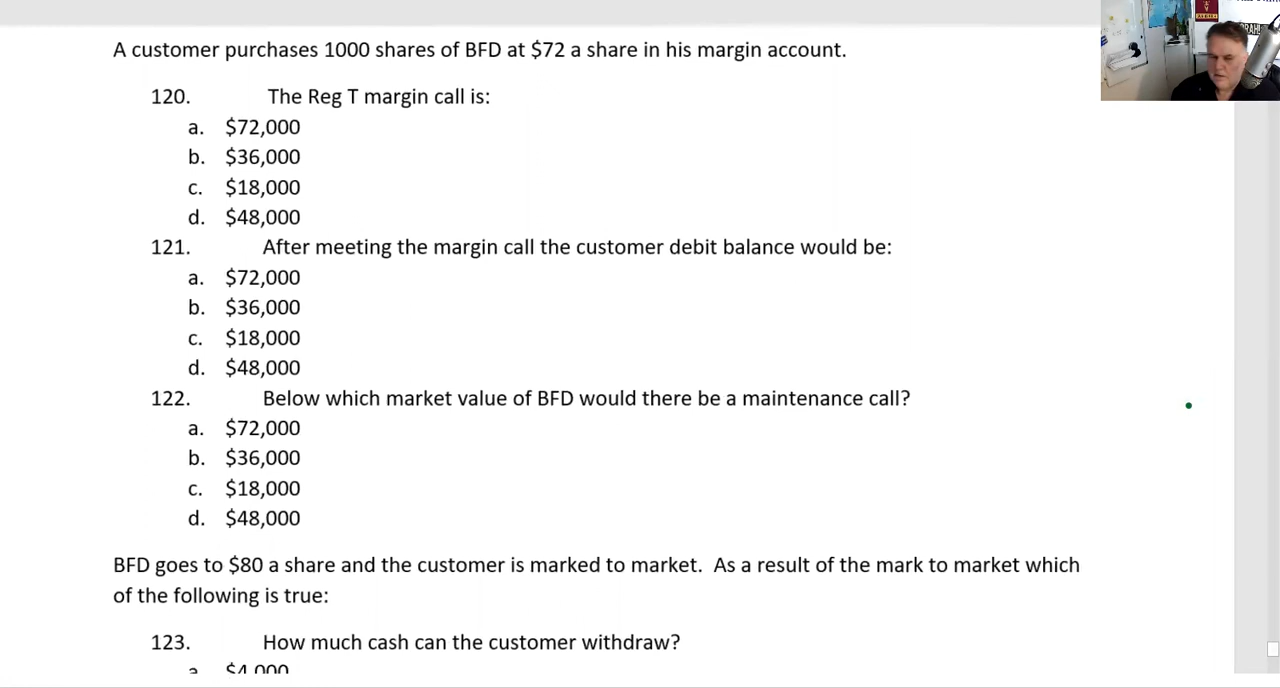 A customer purchases 1000 shares of BFD at $72 a share in his margin account.
120. The Reg T margin call is:
a. $72,000
b. $36,000
c. $18,000
d. $48,000
121. After meeting the margin call the customer debit balance would be:
a. $72,000
b. $36,000
c. $18,000
d. $48,000
122. Below which market value of BFD would there be a maintenance call?
a. $72,000
b. $36,000
c. $18,000
d. $48,000
BFD goes to $80 a share and the customer is marked to market. As a result of the mark to market which
of the following is true:
123. How much cash can the customer withdraw?
a $4,000